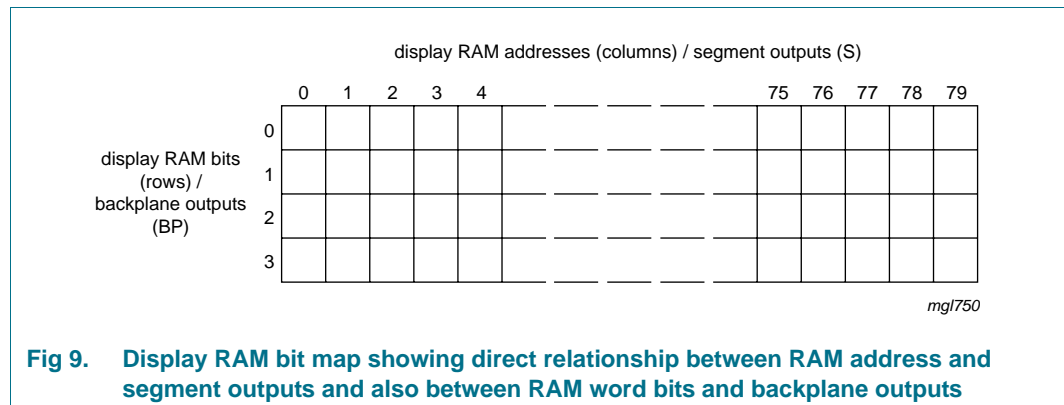 display RAM addresses (columns) / segment outputs (S)
0 1 2 3 4 75 76 77 78 79
0
display RAM bits
1
(rows) /
backplane outputs
2
(BP)
3
mgl750
Fig 9. Display RAM bit map showing direct relationship between RAM address and
segment outputs and also between RAM word bits and backplane outputs